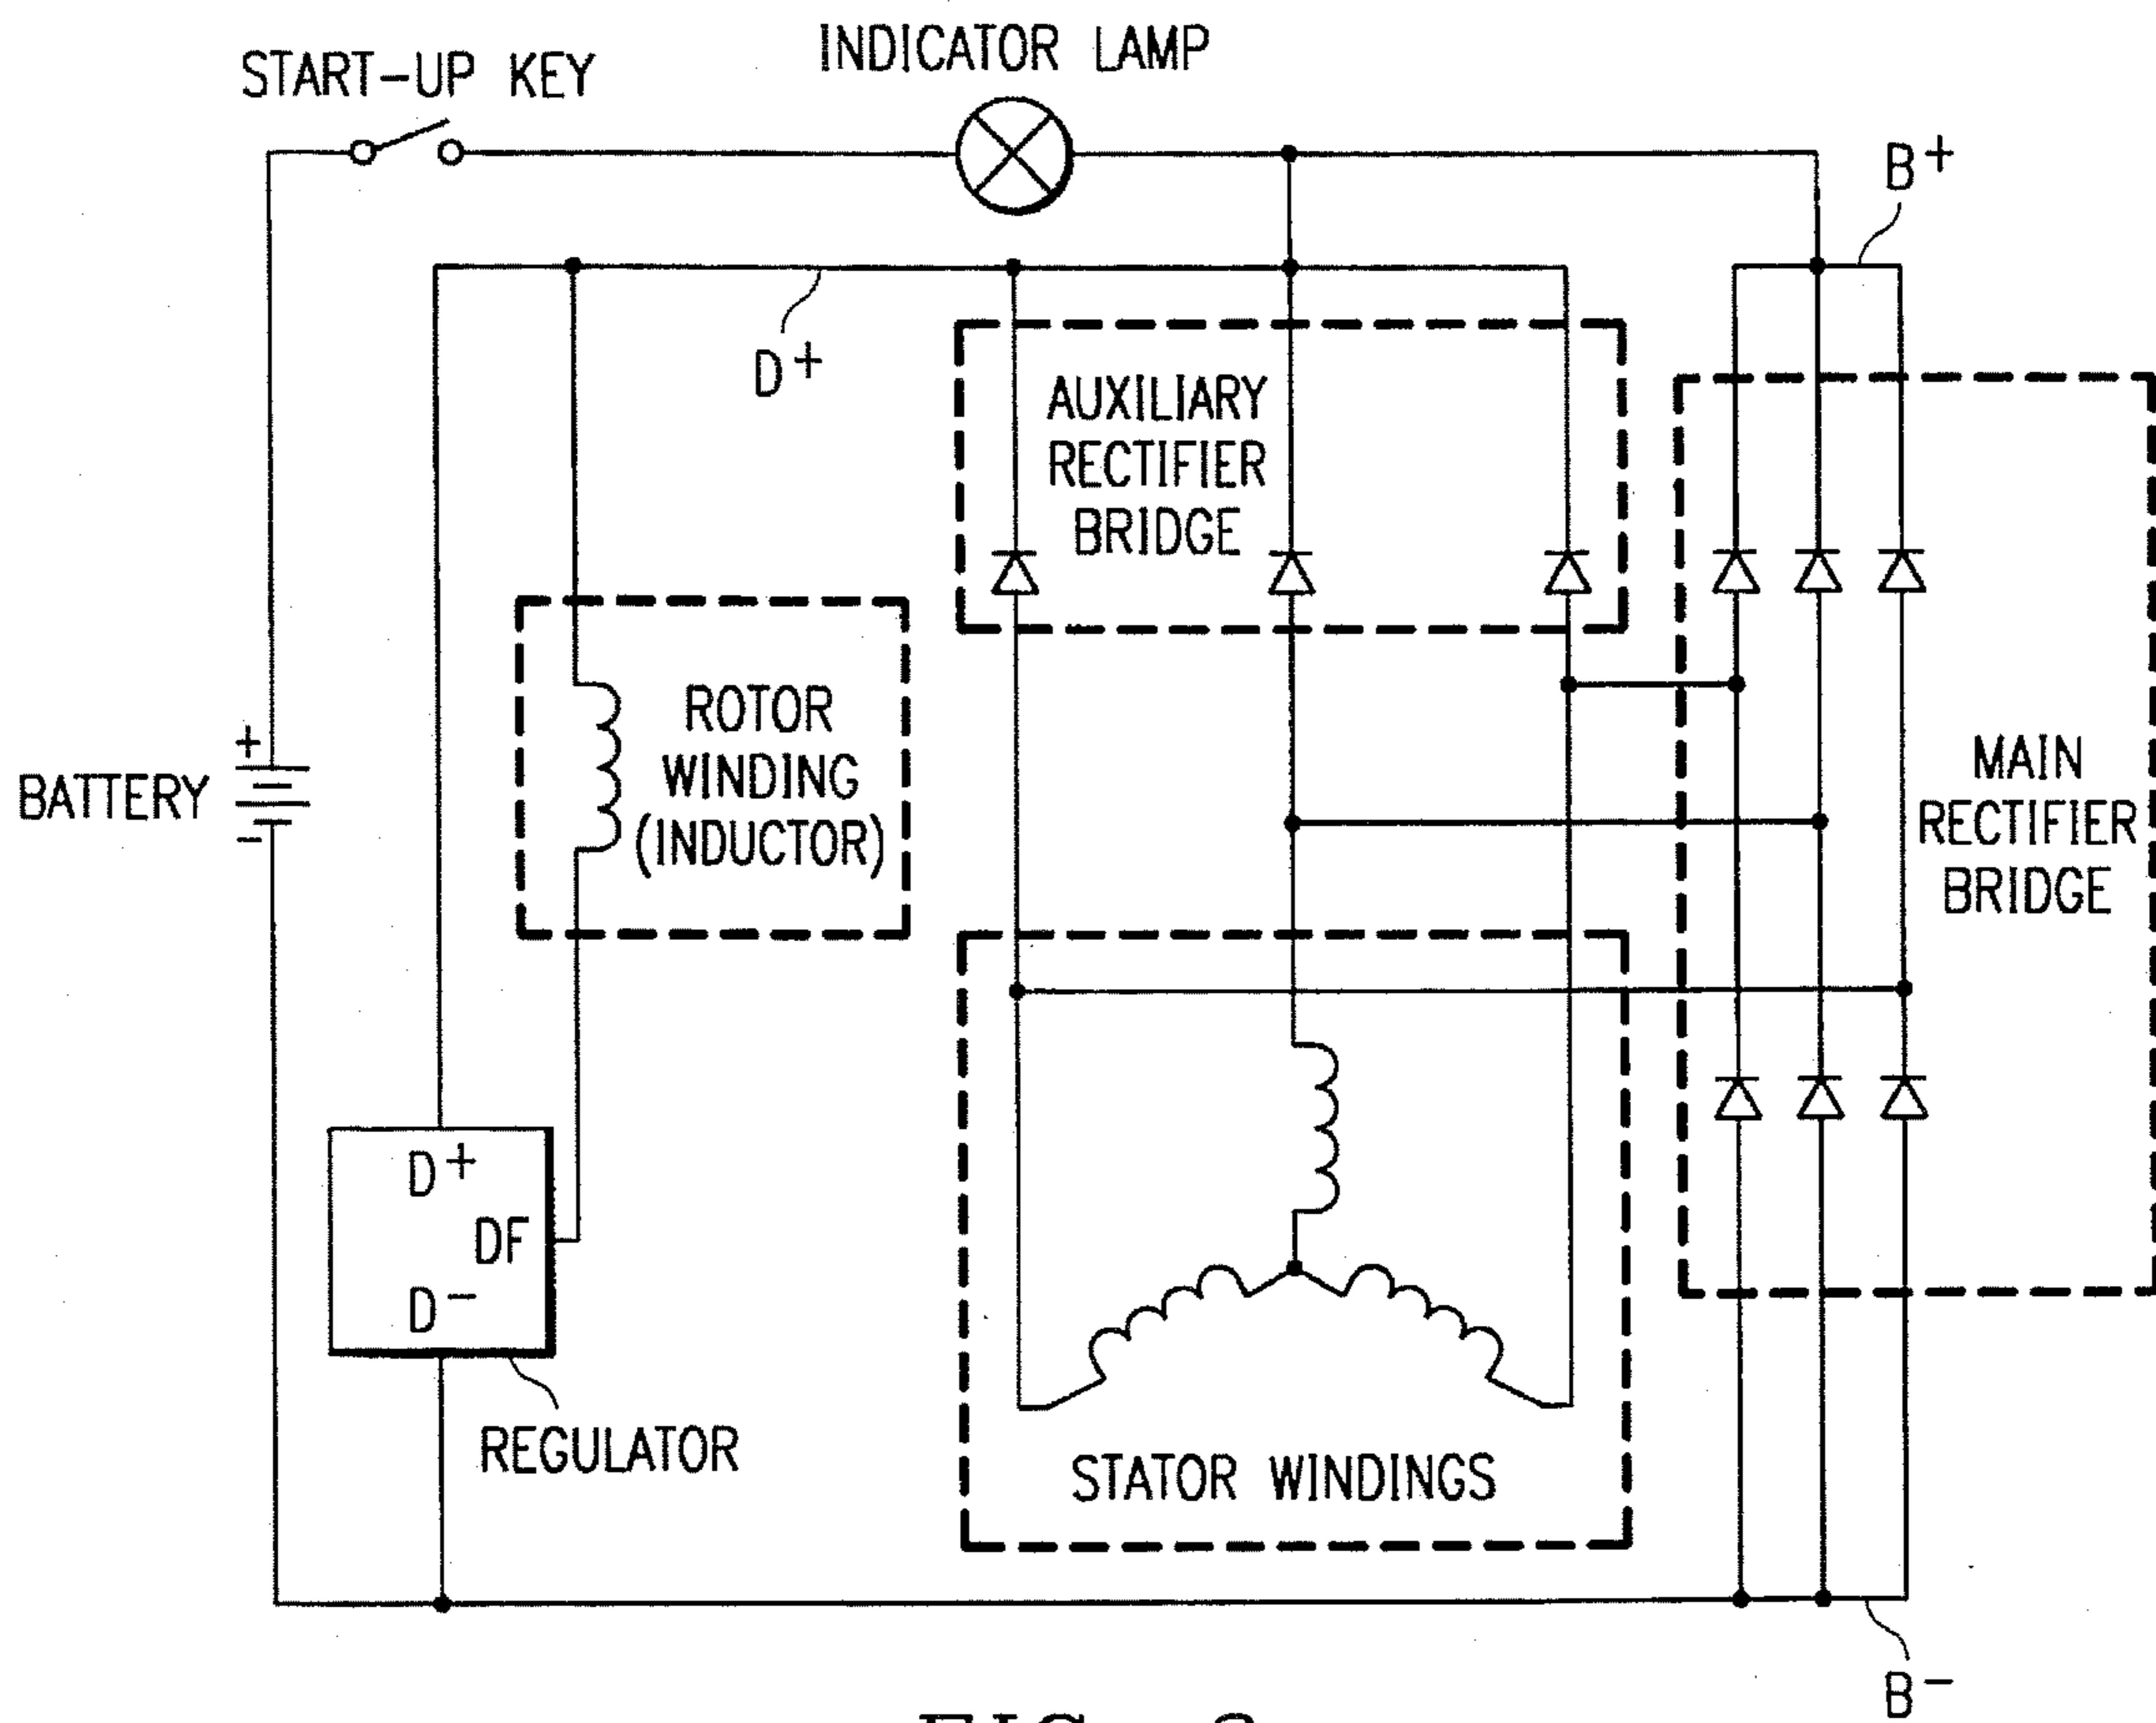 START-UP KEY
INDICATOR LAMP
B+
D+
AUXILIARY
RECTIFIER
BRIDGE
ROTOR
WINDING
(INDUCTOR)
+
BATTERY
-
MAIN
RECTIFIER
BRIDGE
D+
DF
D-
REGULATOR
STATOR WINDINGS
B-